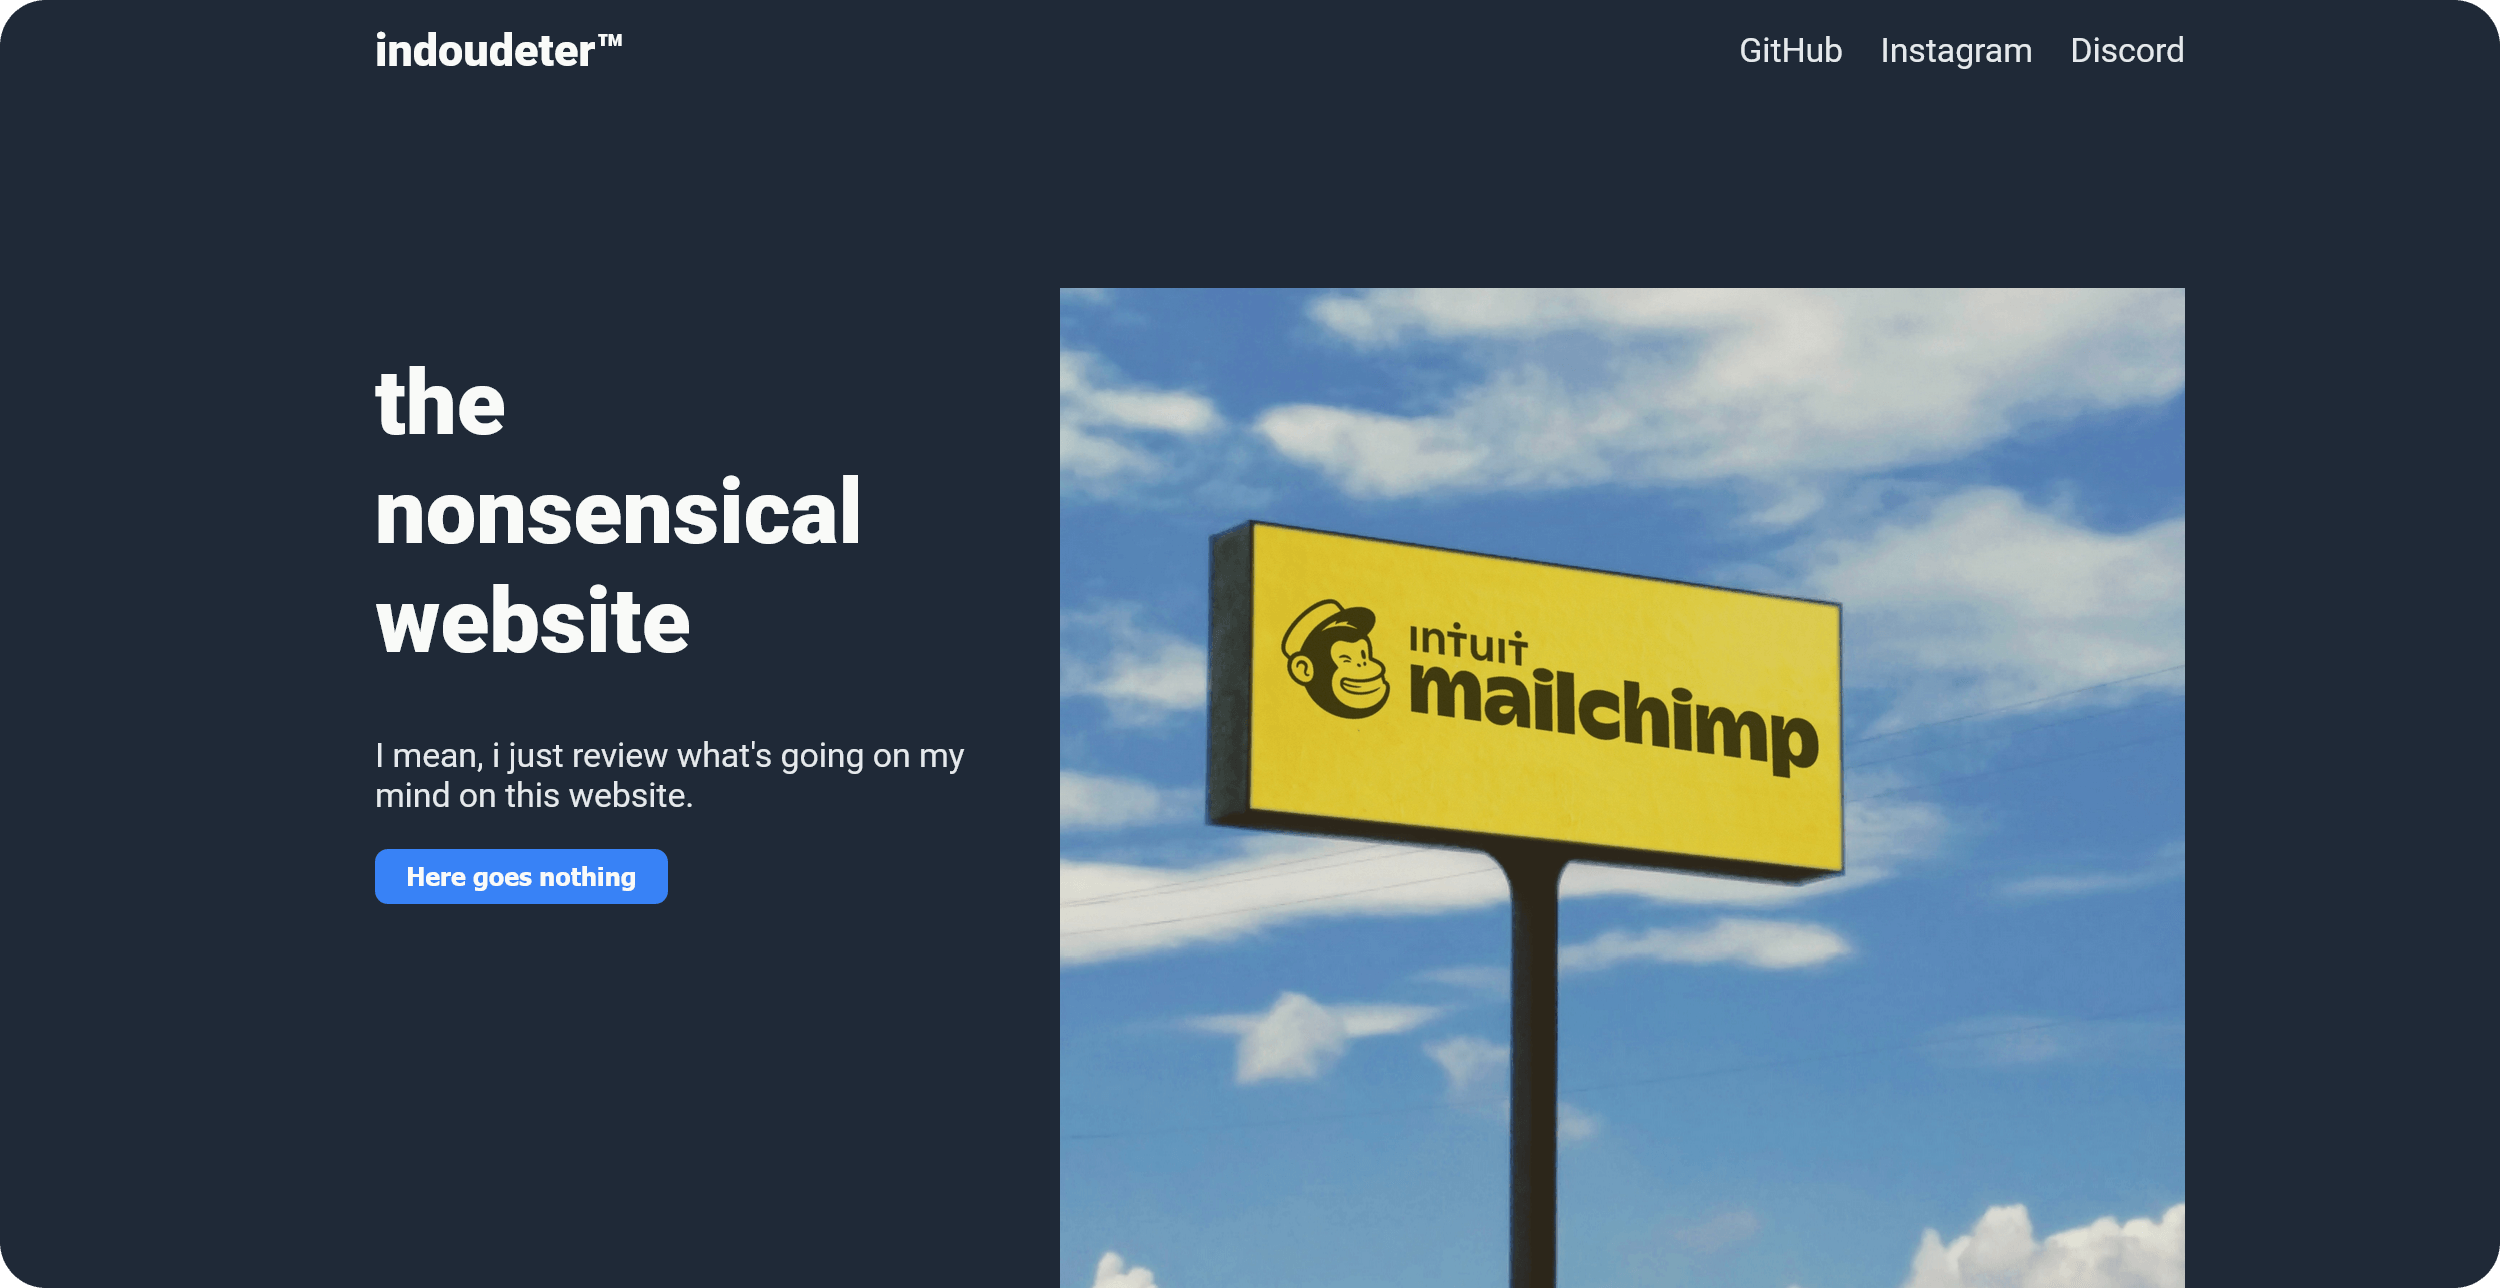 indoudeter™
GitHub Instagram Discord
the
nonsensical
website
I mean, i just review what's going on my
mind on this website.
Here goes nothing
intuit
mailchimp